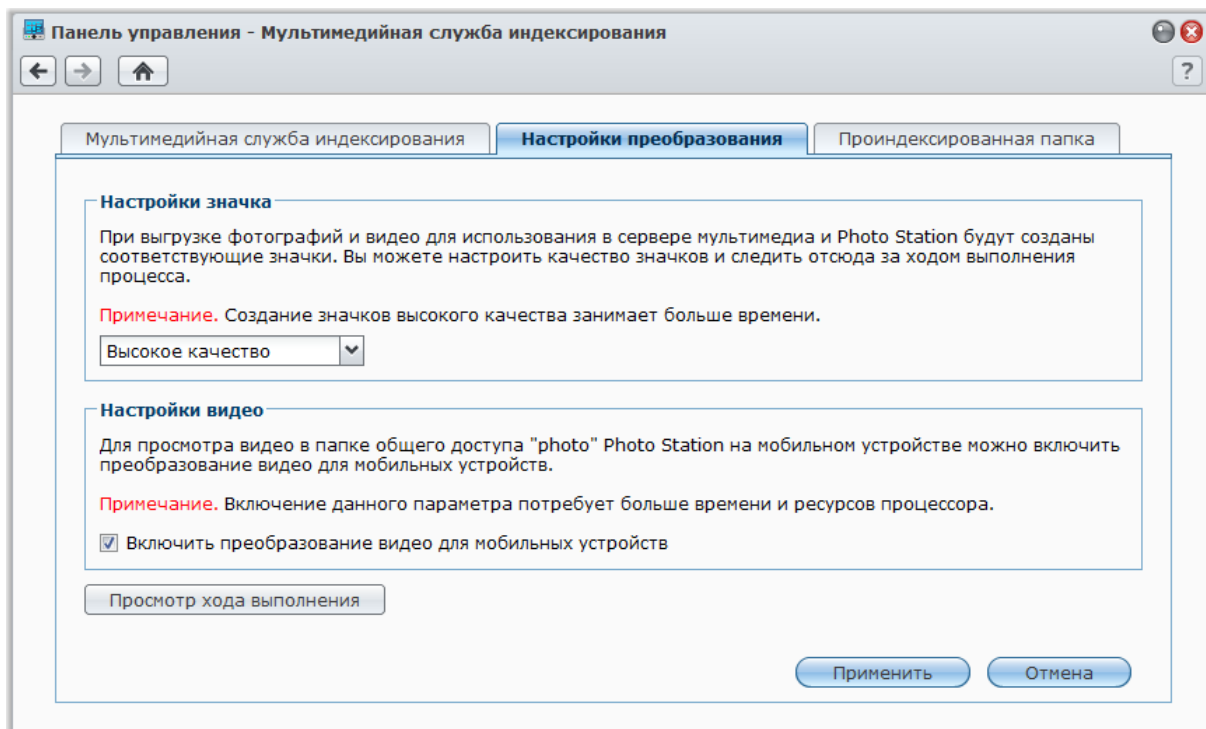 Панель управления - Мультимедийная служба индексирования
?
Мультимедийная служба индексирования
Настройки преобразования
Проиндексированная папка
Настройки значка
При выгрузке фотографий и видео для использования в сервере мультимедиа и Photo Station будут созданы
соответствующие значки. Вы можете настроить качество значков и следить отсюда за ходом выполнения
процесса.
Примечание. Создание значков высокого качества занимает больше времени.
Высокое качество
Настройки видео
Для просмотра видео в папке общего доступа "photo" Photo Station на мобильном устройстве можно включить
преобразование видео для мобильных устройств.
Примечание. Включение данного параметра потребует больше времени и ресурсов процессора.
Включить преобразование видео для мобильных устройств
Просмотр хода выполнения
Применить
Отмена